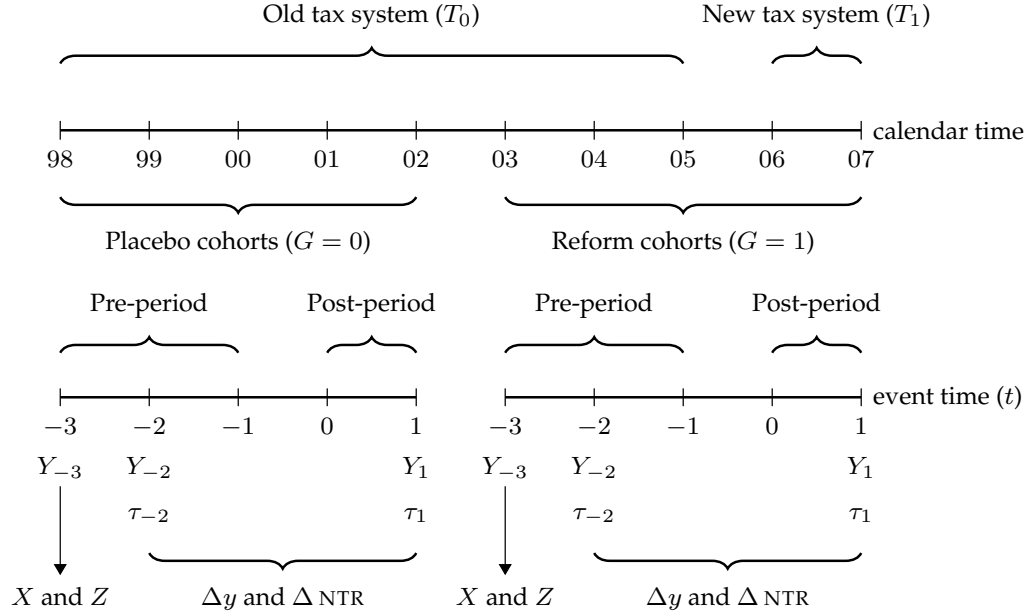 Old tax system (T₀) New tax system (T₁)
calendar time
98 99 00 01 02 03 04 05 06 07
Placebo cohorts (G = 0) Reform cohorts (G = 1)
Pre-period Post-period Pre-period Post-period
event time (t)
−3 −2 −1 0 1 −3 −2 −1 0 1
Y₋₃ Y₋₂ Y₁ Y₋₃ Y₋₂ Y₁
τ₋₂ τ₁ τ₋₂ τ₁
X and Z Δy and Δ NTR X and Z Δy and Δ NTR